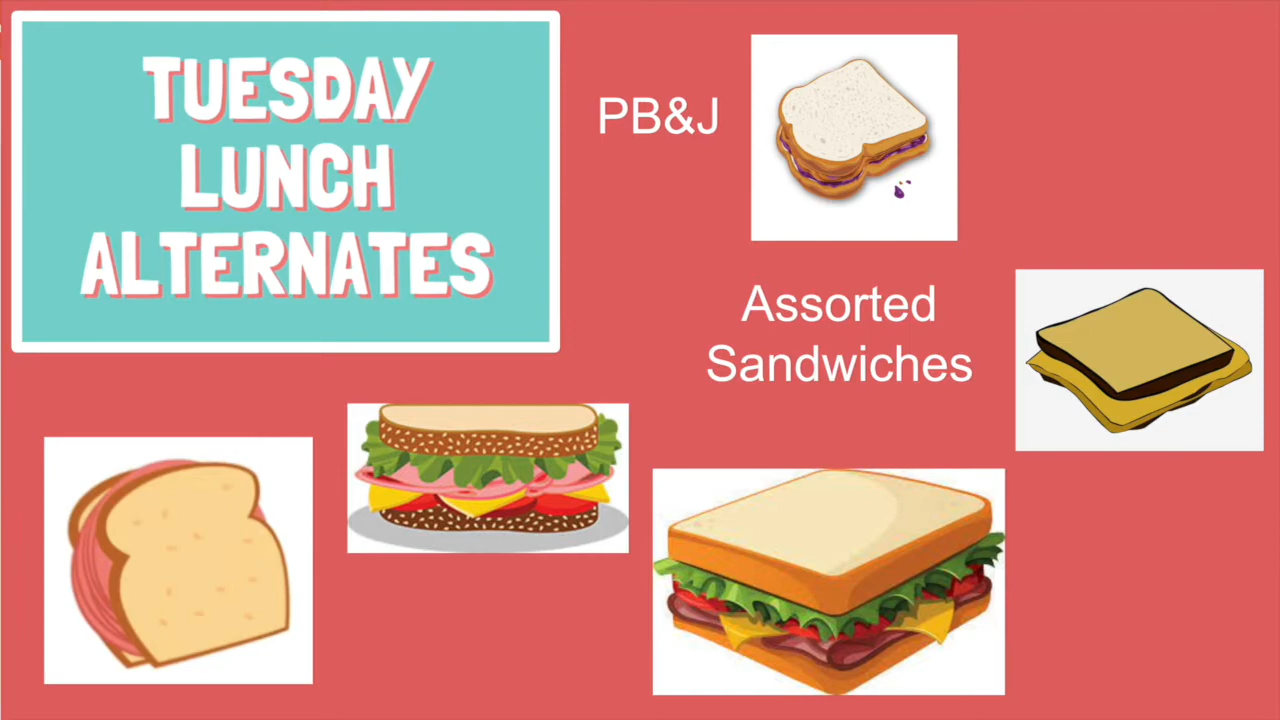 TUESDAY
LUNCH
ALTERNATES
PB&J
Assorted
Sandwiches